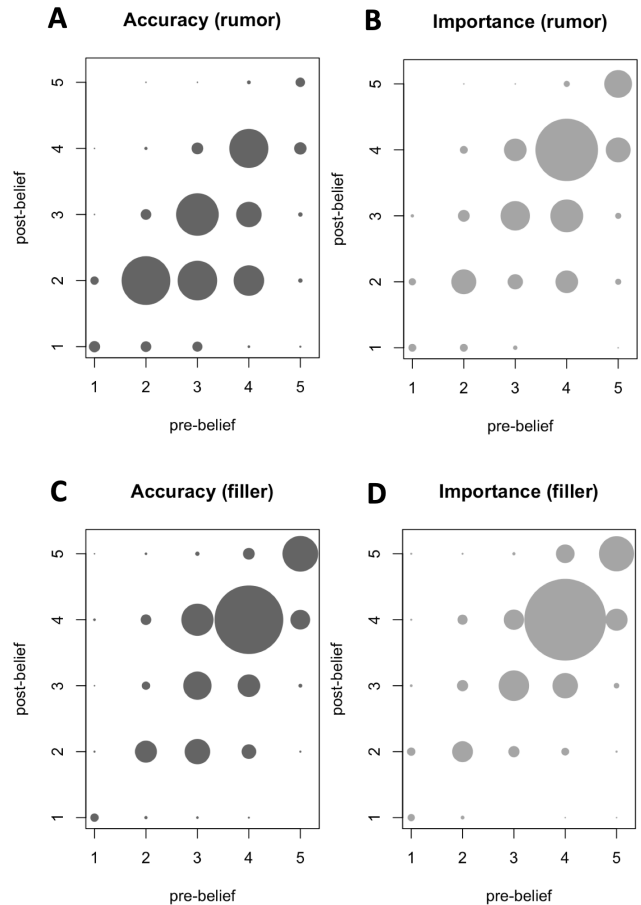 A Accuracy (rumor)
5
4
3
2
1
post-belief
1 2 3 4 5
pre-belief
B Importance (rumor)
5
4
3
2
1
post-belief
1 2 3 4 5
pre-belief
C Accuracy (filler)
5
4
3
2
1
post-belief
1 2 3 4 5
pre-belief
D Importance (filler)
5
4
3
2
1
post-belief
1 2 3 4 5
pre-belief